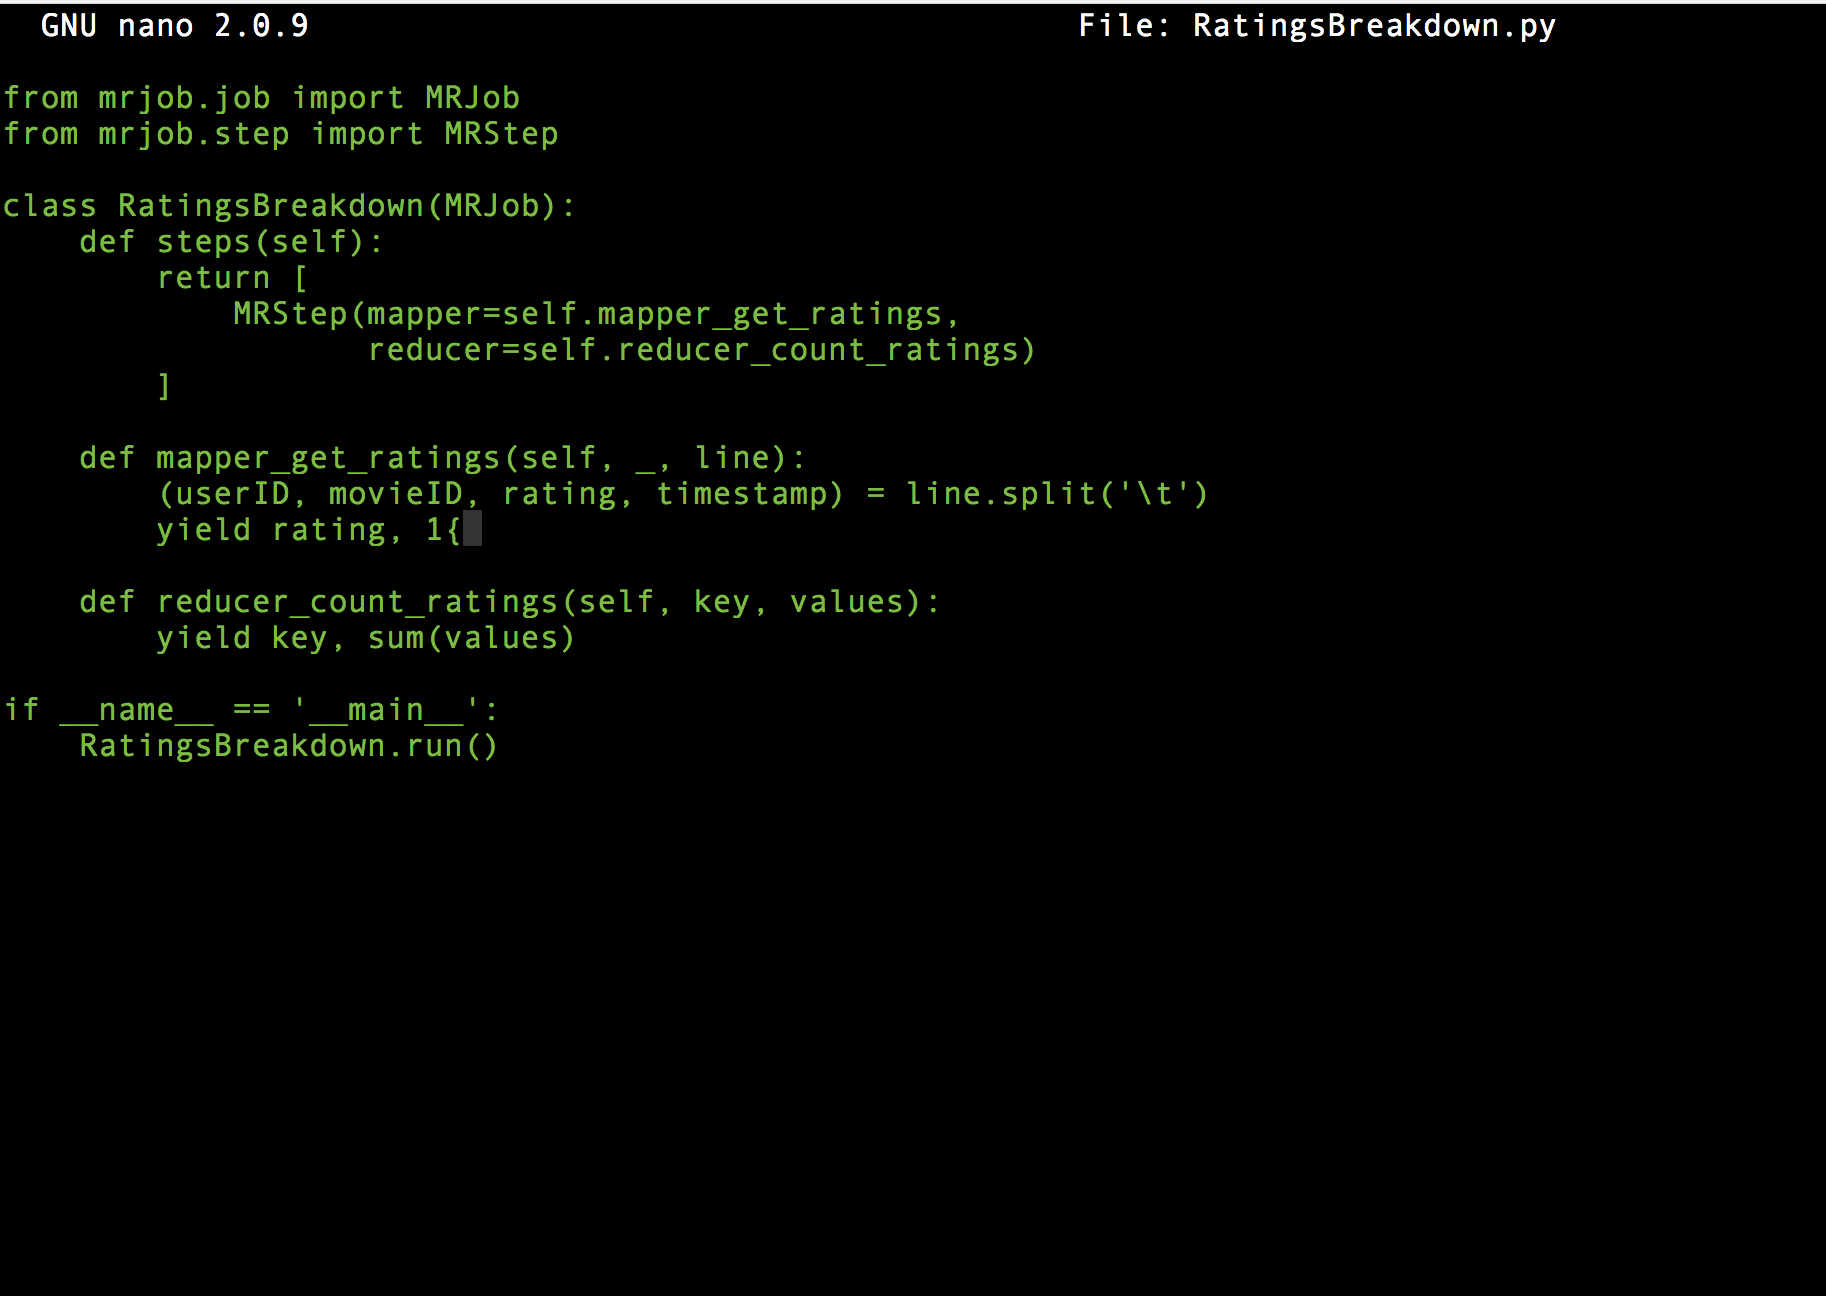 GNU nano 2.0.9 File: RatingsBreakdown.py
from mrjob.job import MRJob
from mrjob.step import MRStep
class RatingsBreakdown(MRJob):
    def steps(self):
        return [
            MRStep(mapper=self.mapper_get_ratings,
                   reducer=self.reducer_count_ratings)
        ]
    def mapper_get_ratings(self, _, line):
        (userID, movieID, rating, timestamp) = line.split('\t')
        yield rating, 1{
    def reducer_count_ratings(self, key, values):
        yield key, sum(values)
if __name__ == '__main__':
    RatingsBreakdown.run()